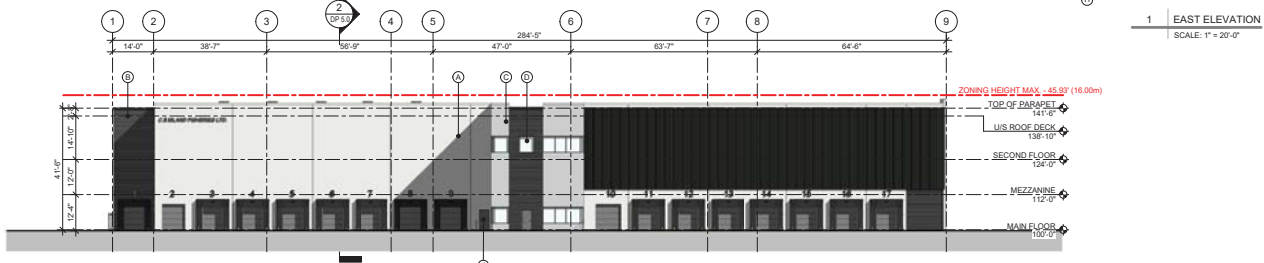 1 EAST ELEVATION
SCALE: 1" = 20'-0"
2
DP 5.0
1 2 3 4 5 6 7 8 9
284'-5"
14'-0" 38'-7" 56'-9" 47'-0" 63'-7" 64'-6"
B A C D
ZONING HEIGHT MAX. - 45.93' (16.00m)
TOP OF PARAPET
141'-6"
U/S ROOF DECK
138'-10"
SECOND FLOOR
124'-0"
MEZZANINE
112'-0"
MAIN FLOOR
100'-0"
41'-6"
14'-10"
12'-0"
12'-4"
1 2 3 4 5 6 7 8 9 10 11 12 13 14 15 16 17